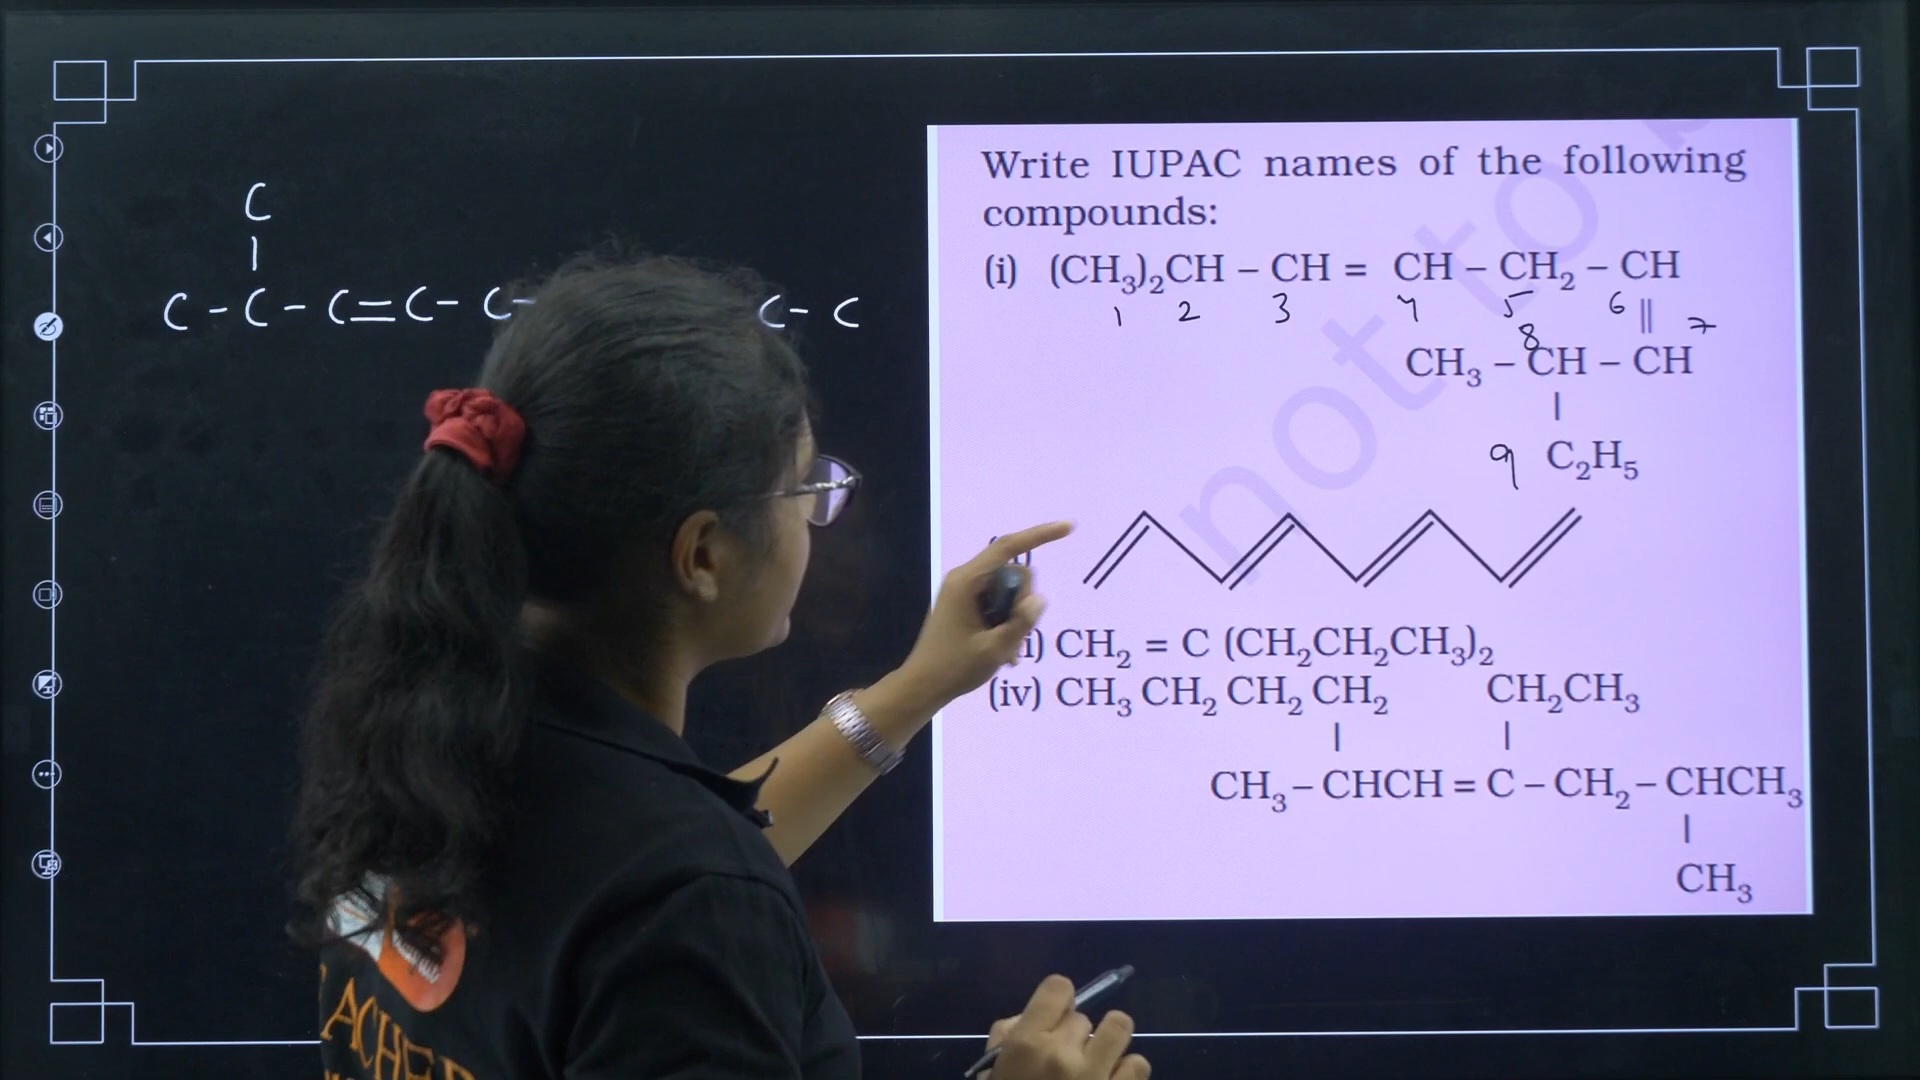 C
|
C - C - C = C - C - C - C
Write IUPAC names of the following
compounds:
(i) (CH₃)₂CH – CH = CH – CH₂ – CH
1 2 3 4 5 6 || 7
8
CH₃ – CH – CH
|
9 C₂H₅
not to
i) CH₂ = C (CH₂CH₂CH₃)₂
(iv) CH₃ CH₂ CH₂ CH₂ CH₂CH₃
| |
CH₃ – CHCH = C – CH₂ – CHCH₃
|
CH₃